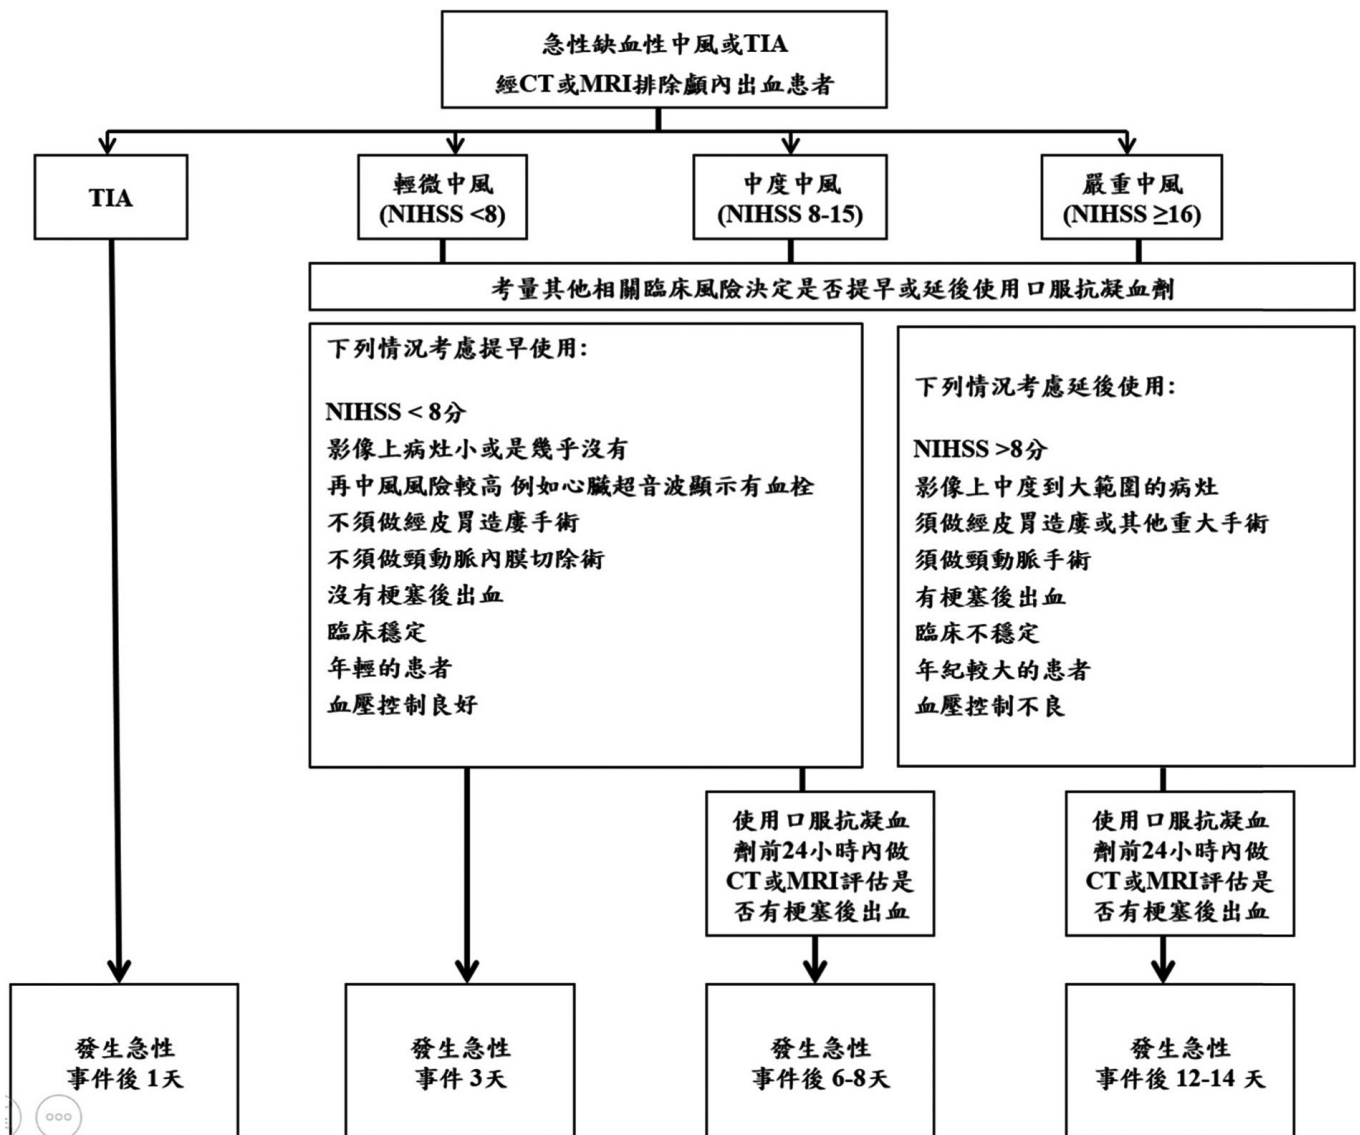 急性缺血性中風或TIA
經CT或MRI排除顱內出血患者
TIA
輕微中風
(NIHSS <8)
中度中風
(NIHSS 8-15)
嚴重中風
(NIHSS ≥16)
考量其他相關臨床風險決定是否提早或延後使用口服抗凝血劑
下列情況考慮提早使用:
NIHSS < 8分
影像上病灶小或是幾乎沒有
再中風風險較高 例如心臟超音波顯示有血栓
不須做經皮胃造廔手術
不須做頸動脈內膜切除術
沒有梗塞後出血
臨床穩定
年輕的患者
血壓控制良好
下列情況考慮延後使用:
NIHSS >8分
影像上中度到大範圍的病灶
須做經皮胃造廔或其他重大手術
須做頸動脈手術
有梗塞後出血
臨床不穩定
年紀較大的患者
血壓控制不良
使用口服抗凝血
劑前24小時內做
CT或MRI評估是
否有梗塞後出血
使用口服抗凝血
劑前24小時內做
CT或MRI評估是
否有梗塞後出血
發生急性
事件後 1天
發生急性
事件 3天
發生急性
事件後 6-8天
發生急性
事件後 12-14 天